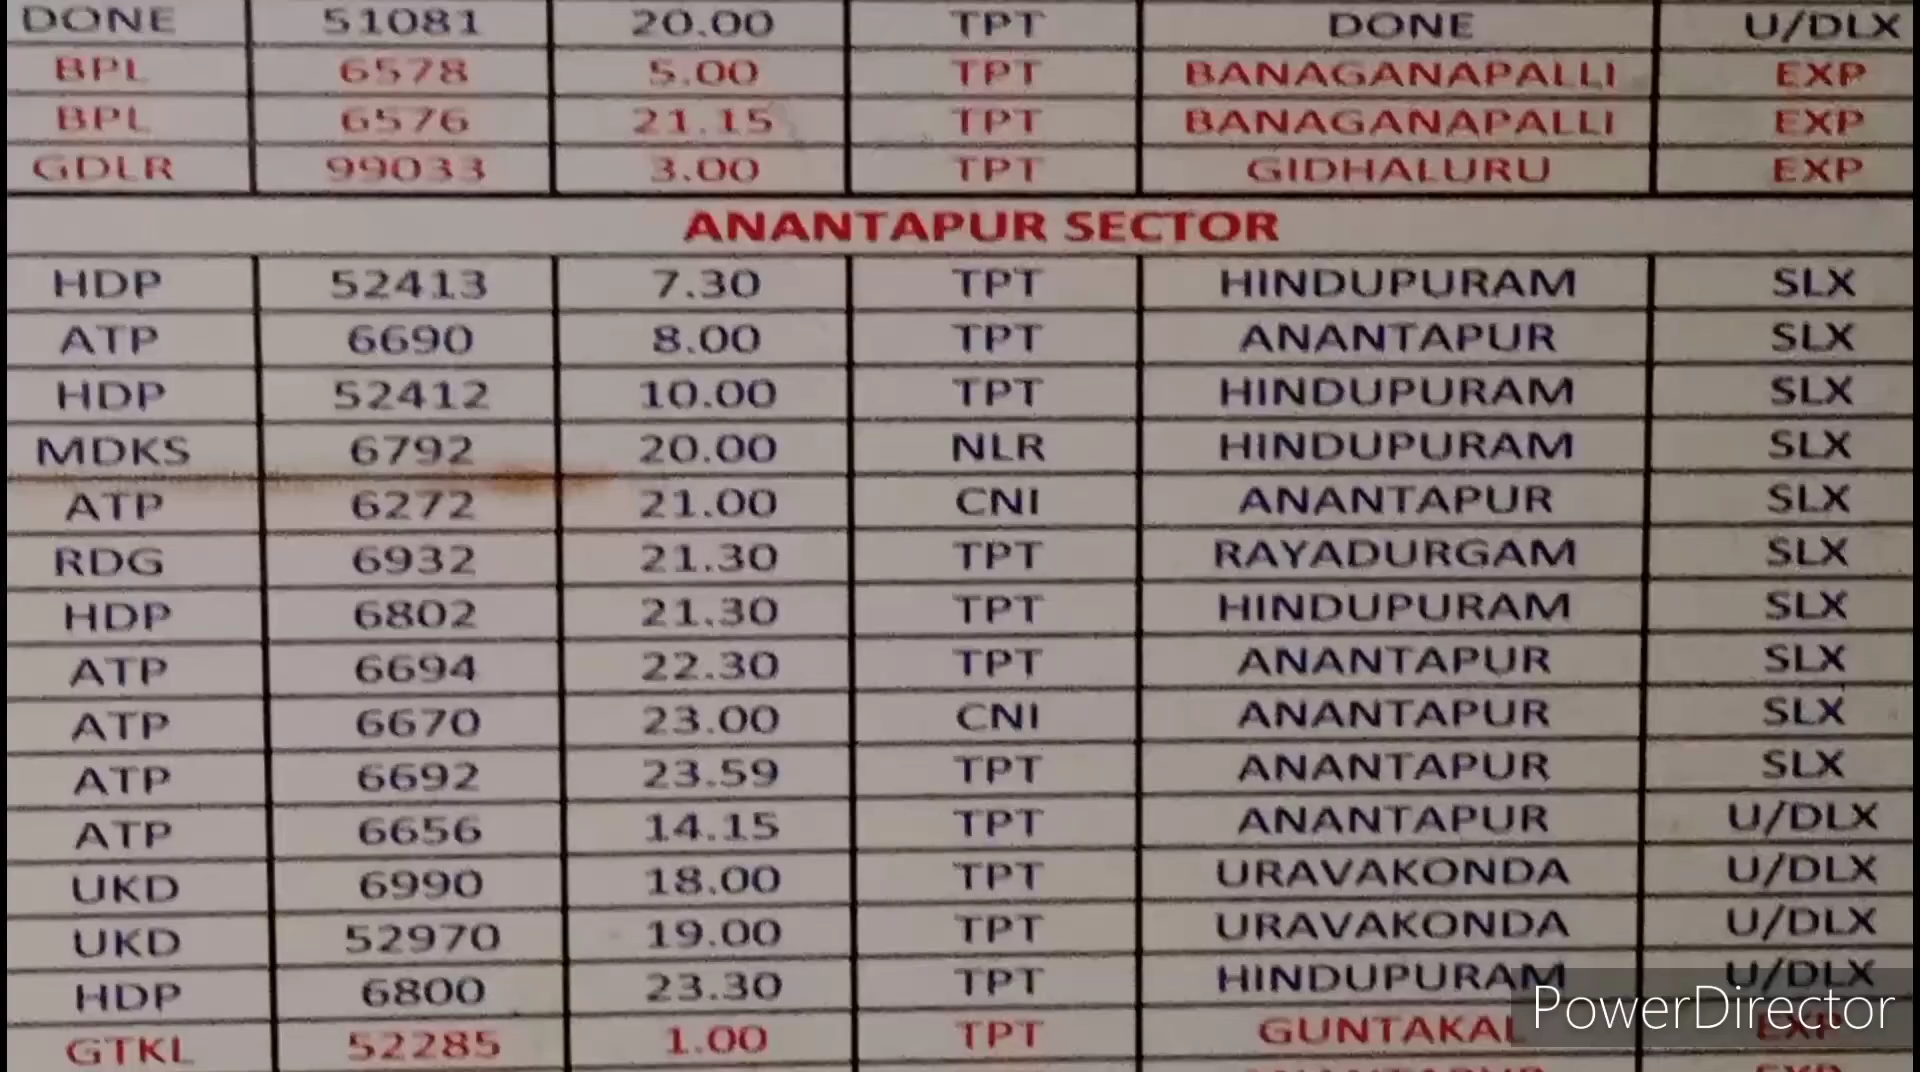 DONE 51081 20.00 TPT DONE U/DLX
BPL 6578 5.00 TPT BANAGANAPALLI EXP
BPL 6576 21.15 TPT BANAGANAPALLI EXP
GDLR 99033 3.00 TPT GIDHALURU EXP
ANANTAPUR SECTOR
HDP 52413 7.30 TPT HINDUPURAM SLX
ATP 6690 8.00 TPT ANANTAPUR SLX
HDP 52412 10.00 TPT HINDUPURAM SLX
MDKS 6792 20.00 NLR HINDUPURAM SLX
ATP 6272 21.00 CNI ANANTAPUR SLX
RDG 6932 21.30 TPT RAYADURGAM SLX
HDP 6802 21.30 TPT HINDUPURAM SLX
ATP 6694 22.30 TPT ANANTAPUR SLX
ATP 6670 23.00 CNI ANANTAPUR SLX
ATP 6692 23.59 TPT ANANTAPUR SLX
ATP 6656 14.15 TPT ANANTAPUR U/DLX
UKD 6990 18.00 TPT URAVAKONDA U/DLX
UKD 52970 19.00 TPT URAVAKONDA U/DLX
HDP 6800 23.30 TPT HINDUPURAM U/DLX
GTKL 52285 1.00 TPT GUNTAKAL EXP
PowerDirector